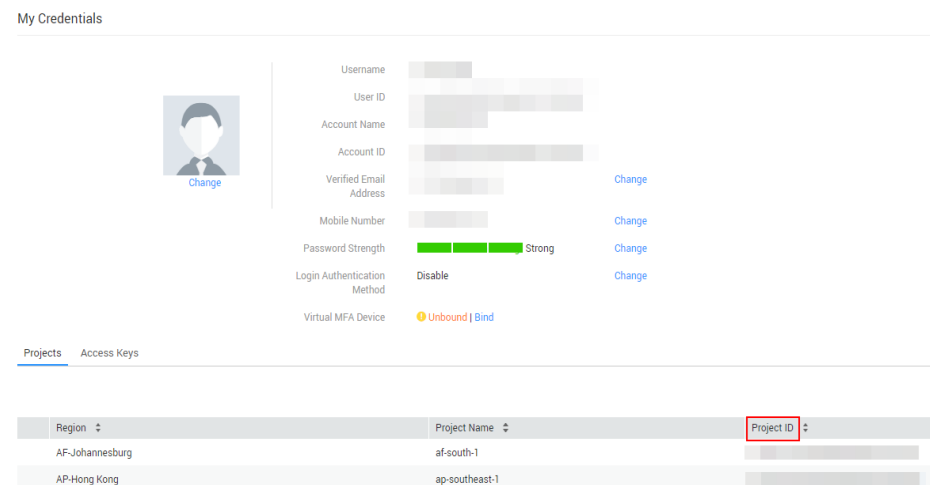 My Credentials
Username
User ID
Account Name
Account ID
Verified Email
Address
Change
Mobile Number
Change
Password Strength
Strong
Change
Login Authentication
Method
Disable
Change
Virtual MFA Device
! Unbound | Bind
Change
Projects
Access Keys
Region
Project Name
Project ID
AF-Johannesburg
af-south-1
AP-Hong Kong
ap-southeast-1